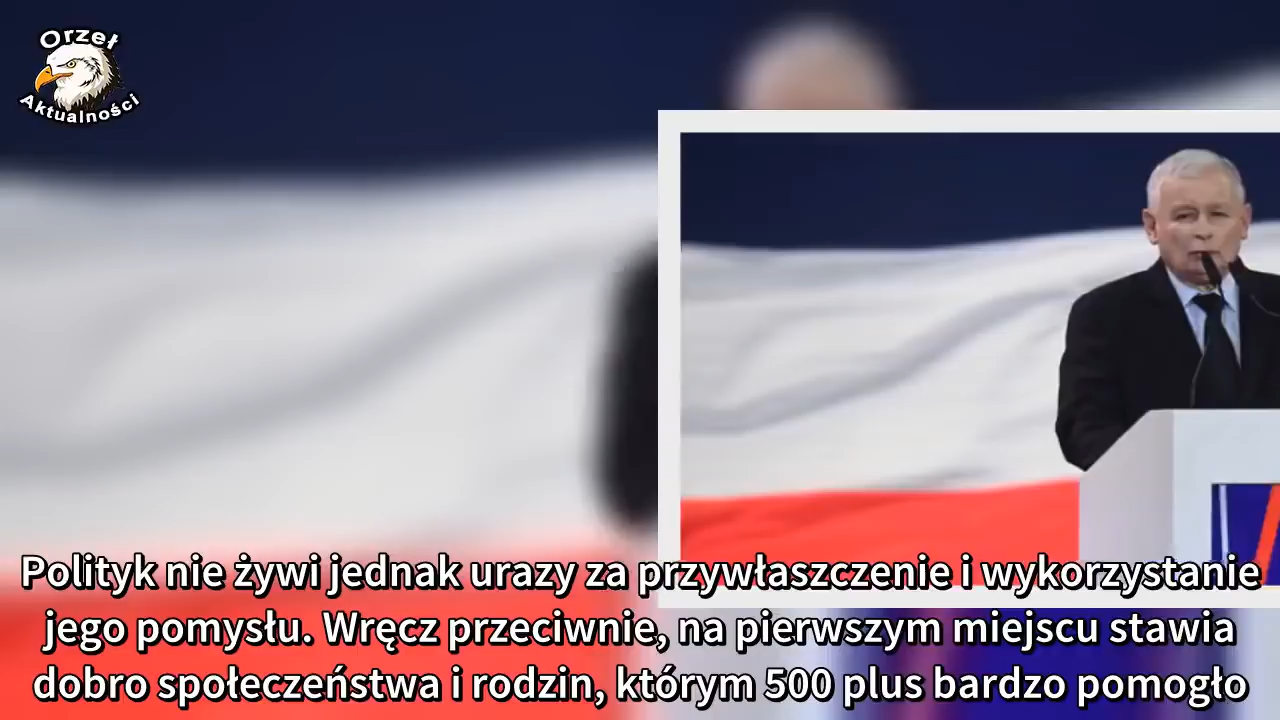 Orzeł
Aktualności
Polityk nie żywi jednak urazy za przywłaszczenie i wykorzystanie
jego pomysłu. Wręcz przeciwnie, na pierwszym miejscu stawia
dobro społeczeństwa i rodzin, którym 500 plus bardzo pomogło